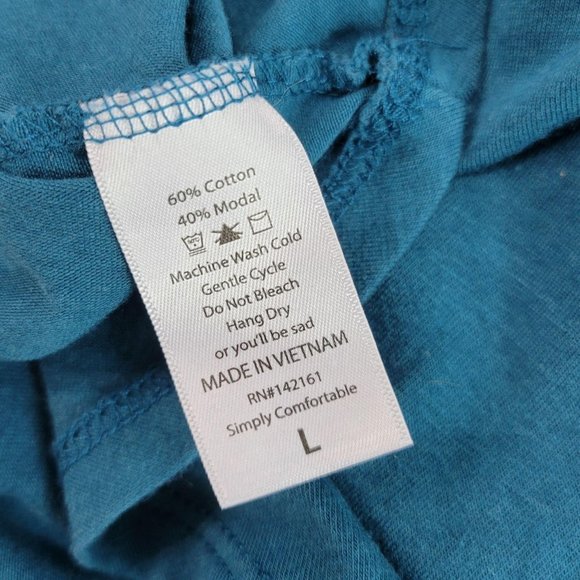 60% Cotton
40% Modal
Machine Wash Cold
Gentle Cycle
Do Not Bleach
Hang Dry
or you'll be sad
MADE IN VIETNAM
RN#142161
Simply Comfortable
L